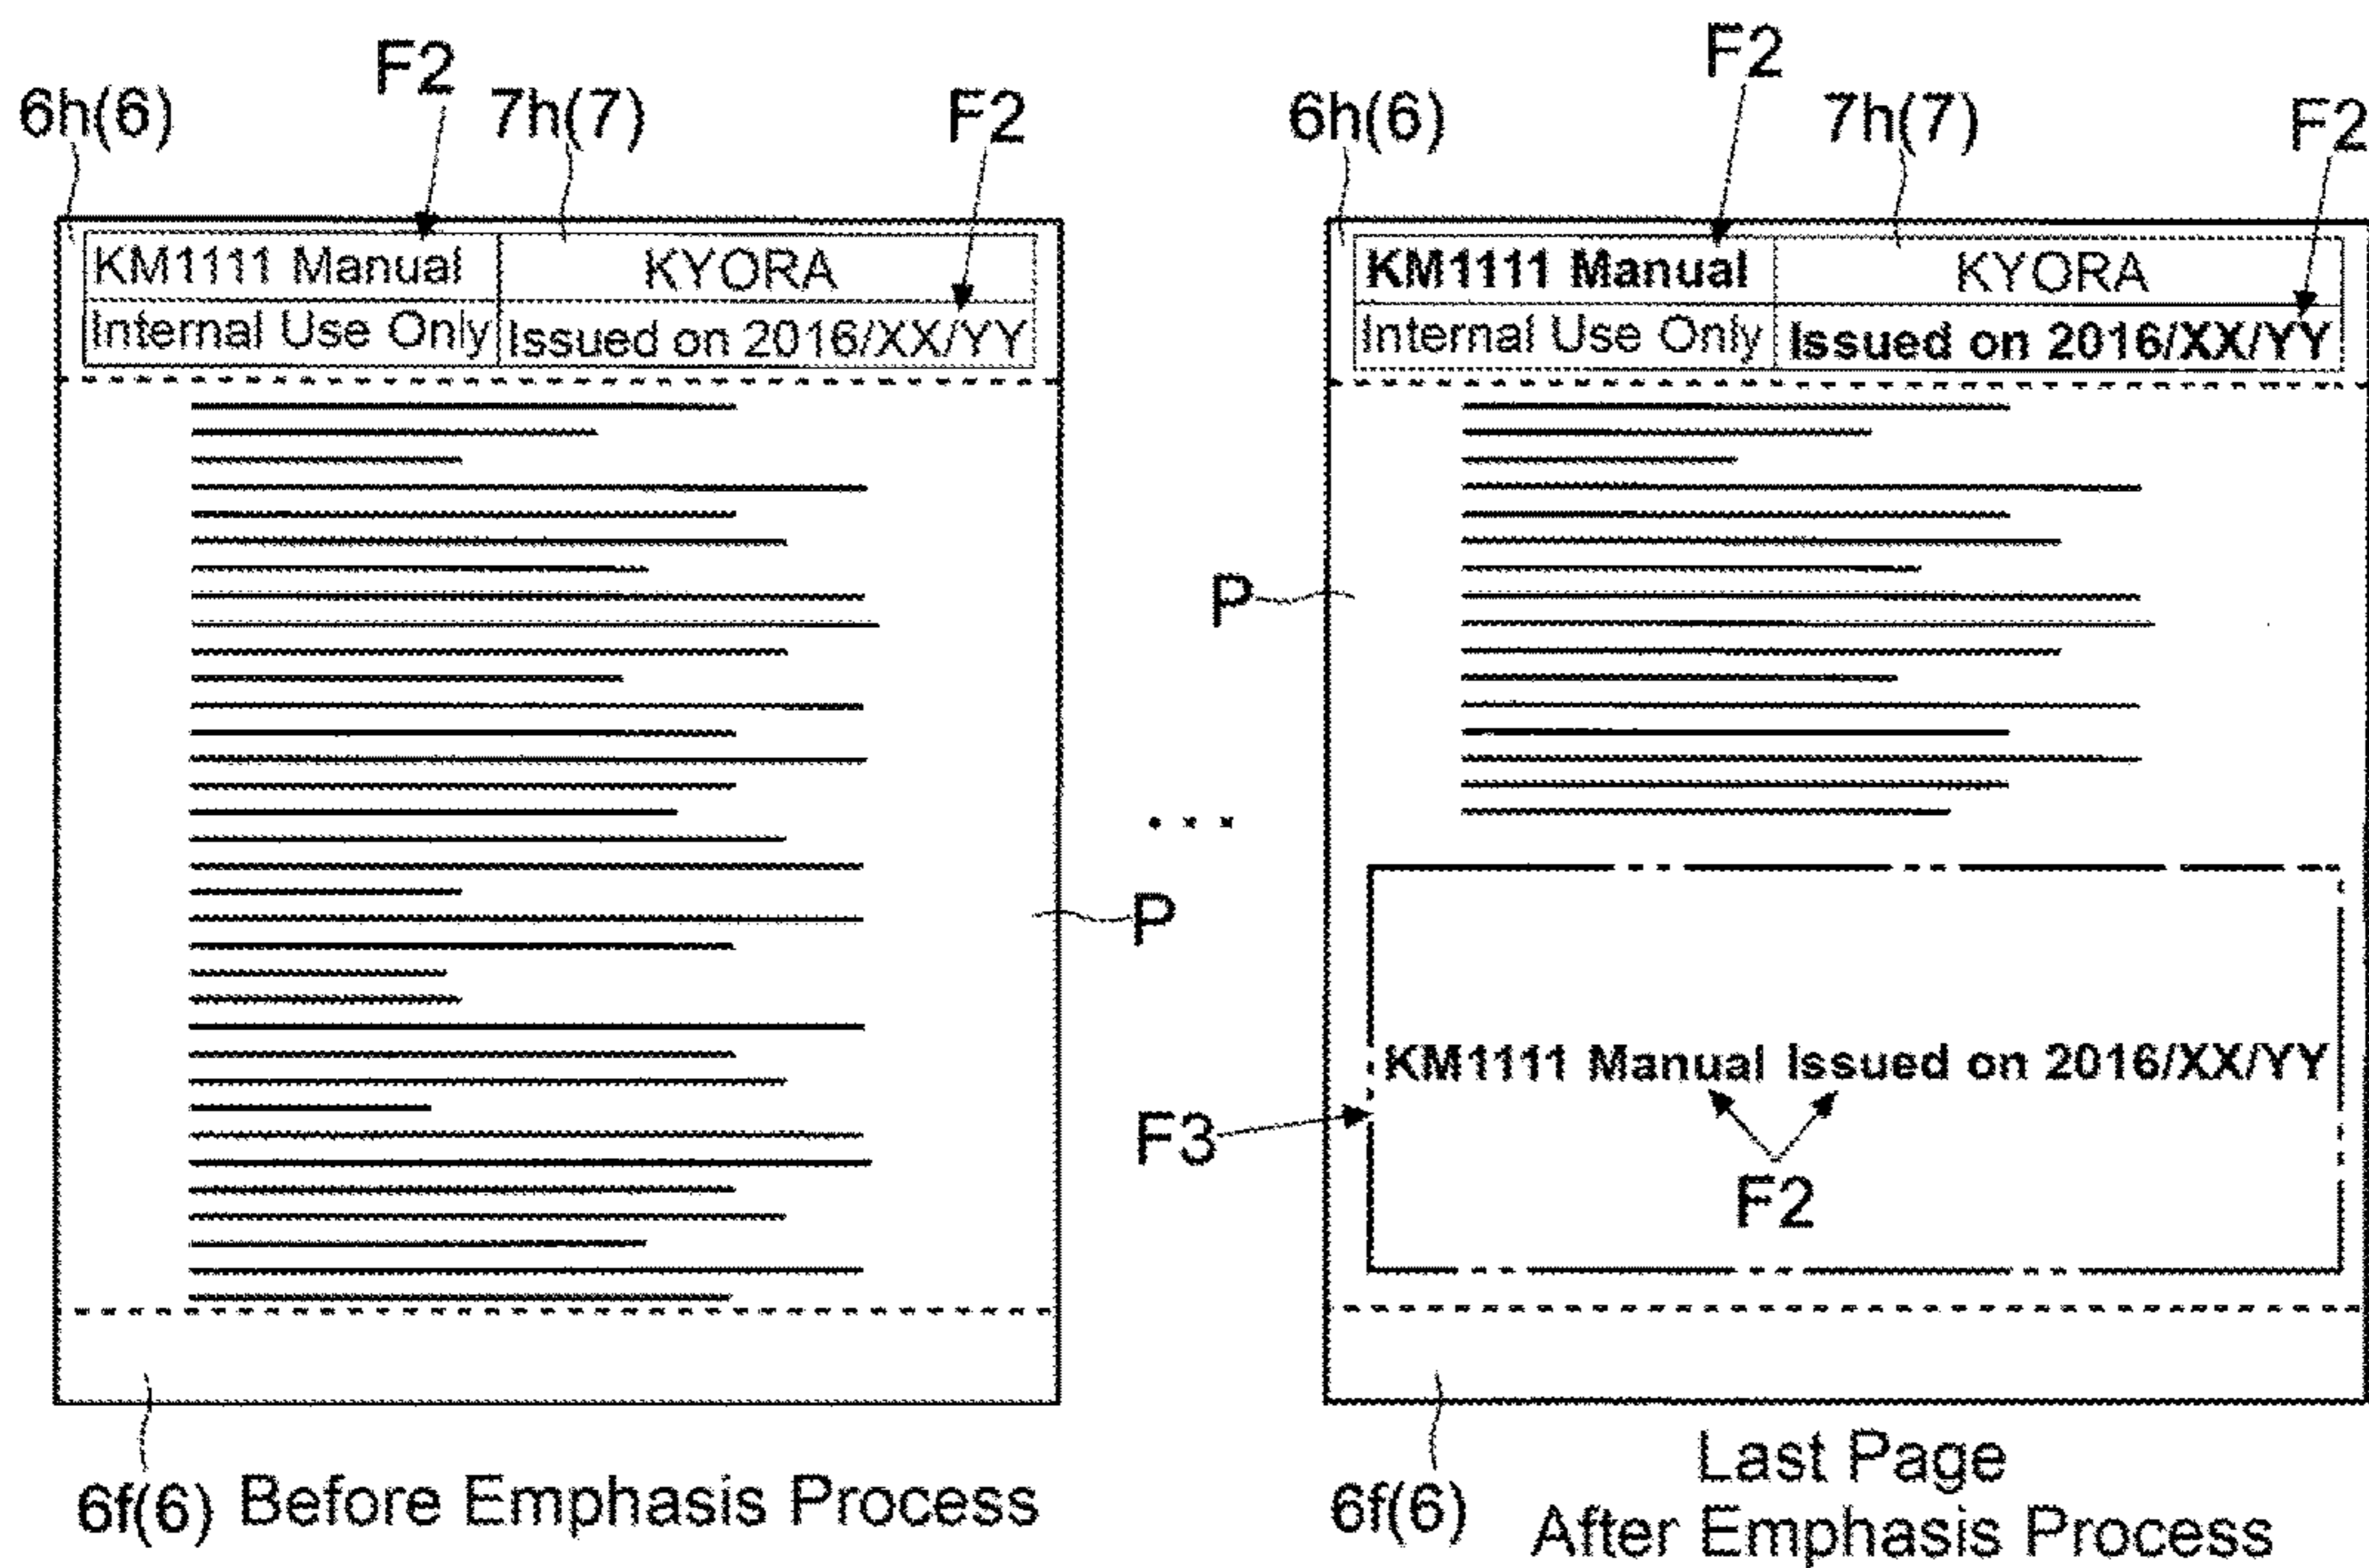 F2
6h(6)
7h(7)
F2
KM1111 Manual
KYORA
Internal Use Only
Issued on 2016/XX/YY
P
6f(6)
Before Emphasis Process
. . .
F2
6h(6)
7h(7)
F2
KM1111 Manual
KYORA
Internal Use Only
Issued on 2016/XX/YY
P
KM1111 Manual Issued on 2016/XX/YY
F3
F2
6f(6)
Last Page
After Emphasis Process